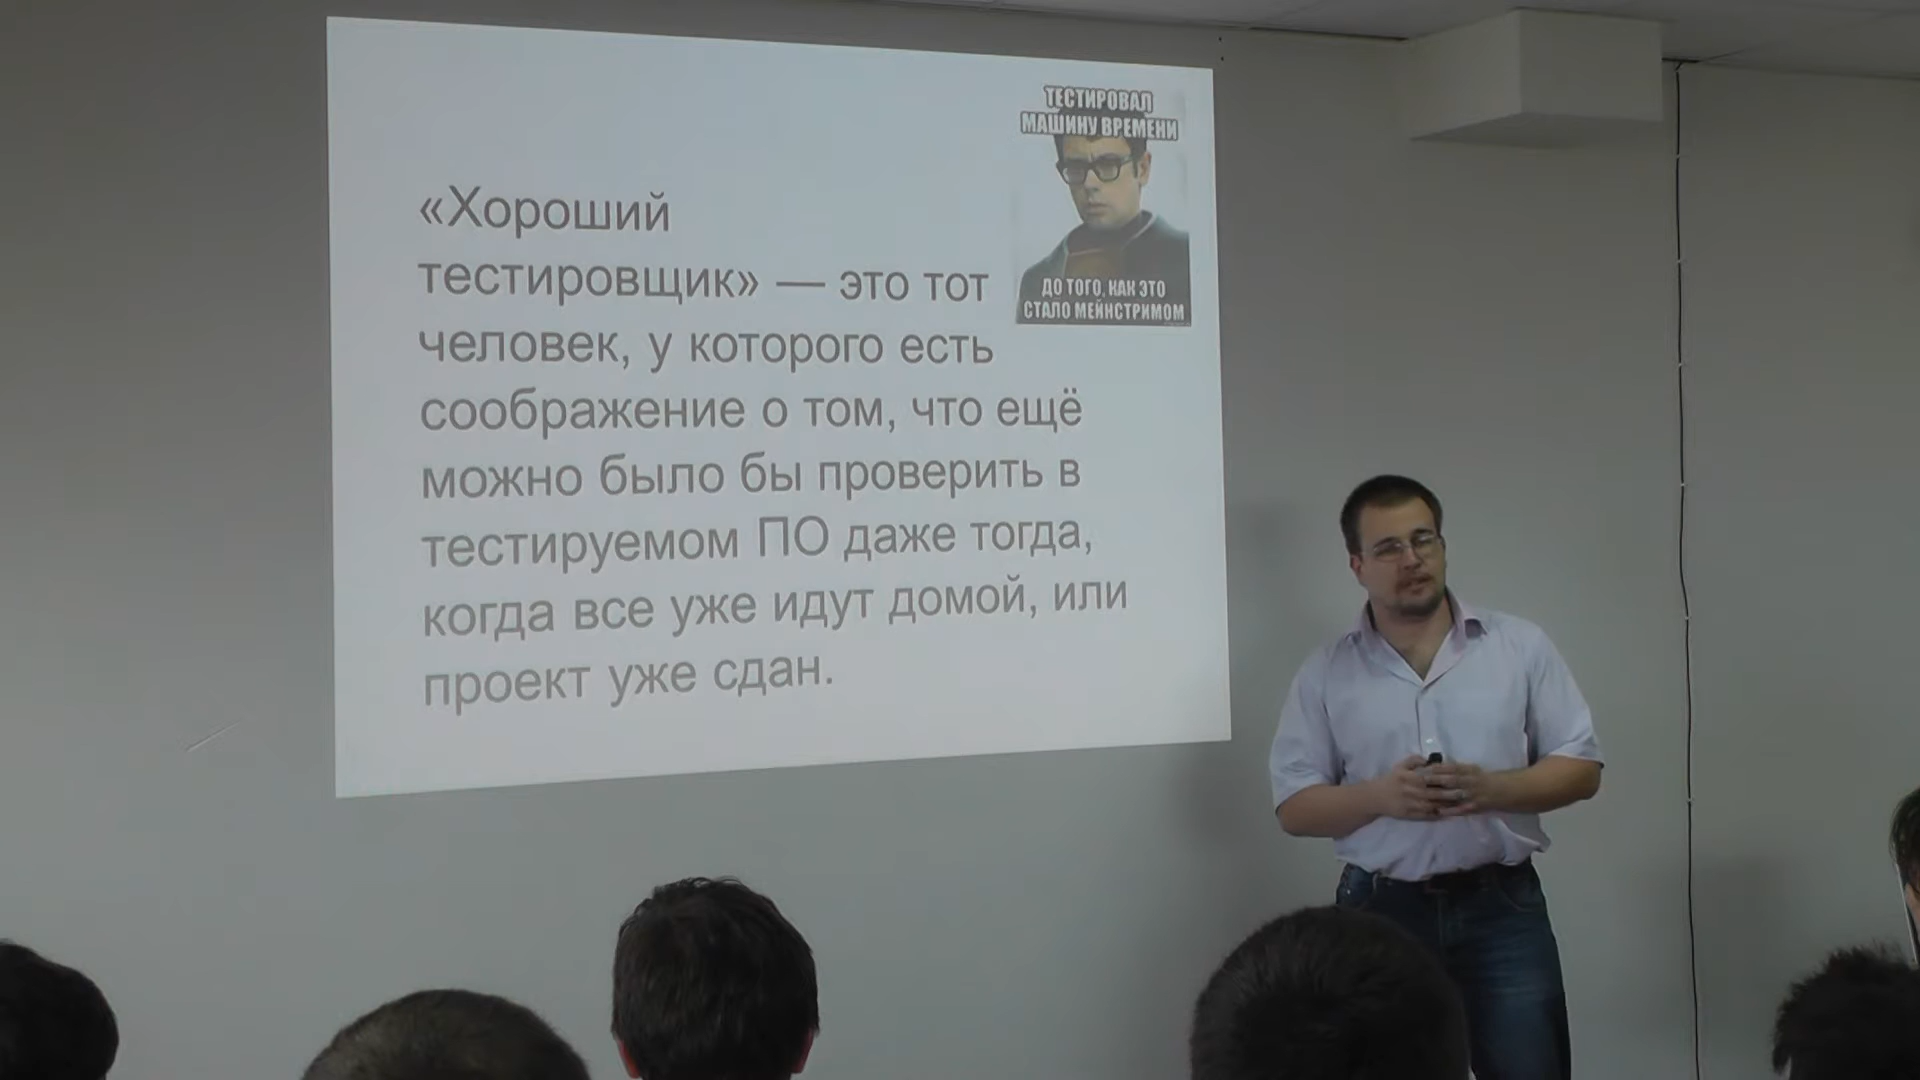 ТЕСТИРОВАЛ
МАШИНУ ВРЕМЕНИ
ДО ТОГО, КАК ЭТО
СТАЛО МЕЙНСТРИМОМ
«Хороший
тестировщик» — это тот
человек, у которого есть
соображение о том, что ещё
можно было бы проверить в
тестируемом ПО даже тогда,
когда все уже идут домой, или
проект уже сдан.